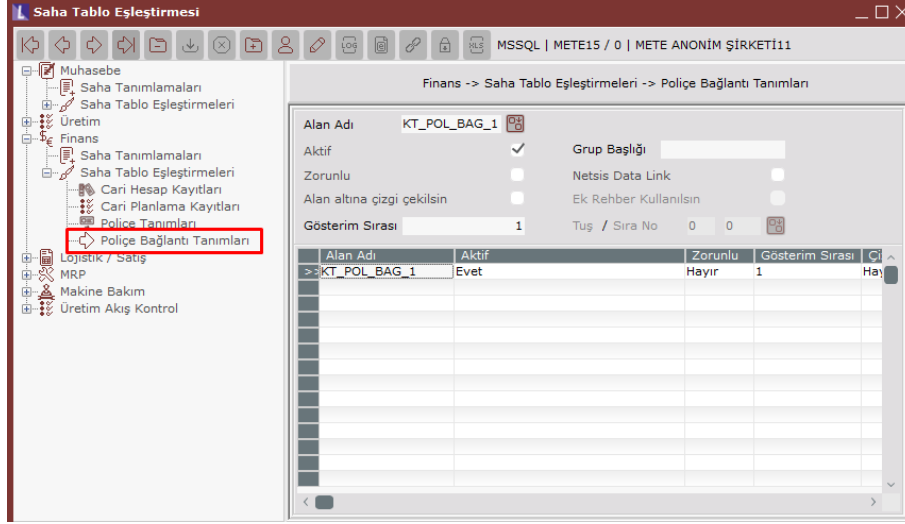 Saha Tablo Eşleştirmesi
MSSQL | METE15 / 0 | METE ANONİM ŞİRKETİ11
Muhasebe
Saha Tanımlamaları
Saha Tablo Eşleştirmeleri
Üretim
Finans
Saha Tanımlamaları
Saha Tablo Eşleştirmeleri
Cari Hesap Kayıtları
Cari Planlama Kayıtları
Poliçe Tanımları
Poliçe Bağlantı Tanımları
Lojistik / Satış
MRP
Makine Bakım
Üretim Akış Kontrol
Finans -> Saha Tablo Eşleştirmeleri -> Poliçe Bağlantı Tanımları
Alan Adı KT_POL_BAG_1
Aktif Grup Başlığı
Zorunlu Netsis Data Link
Alan altına çizgi çekilsin Ek Rehber Kullanılsın
Gösterim Sırası 1 Tuş / Sıra No 0 0
Alan Adı Aktif Zorunlu Gösterim Sırası Çi
>>KT_POL_BAG_1 Evet Hayır 1 Hay